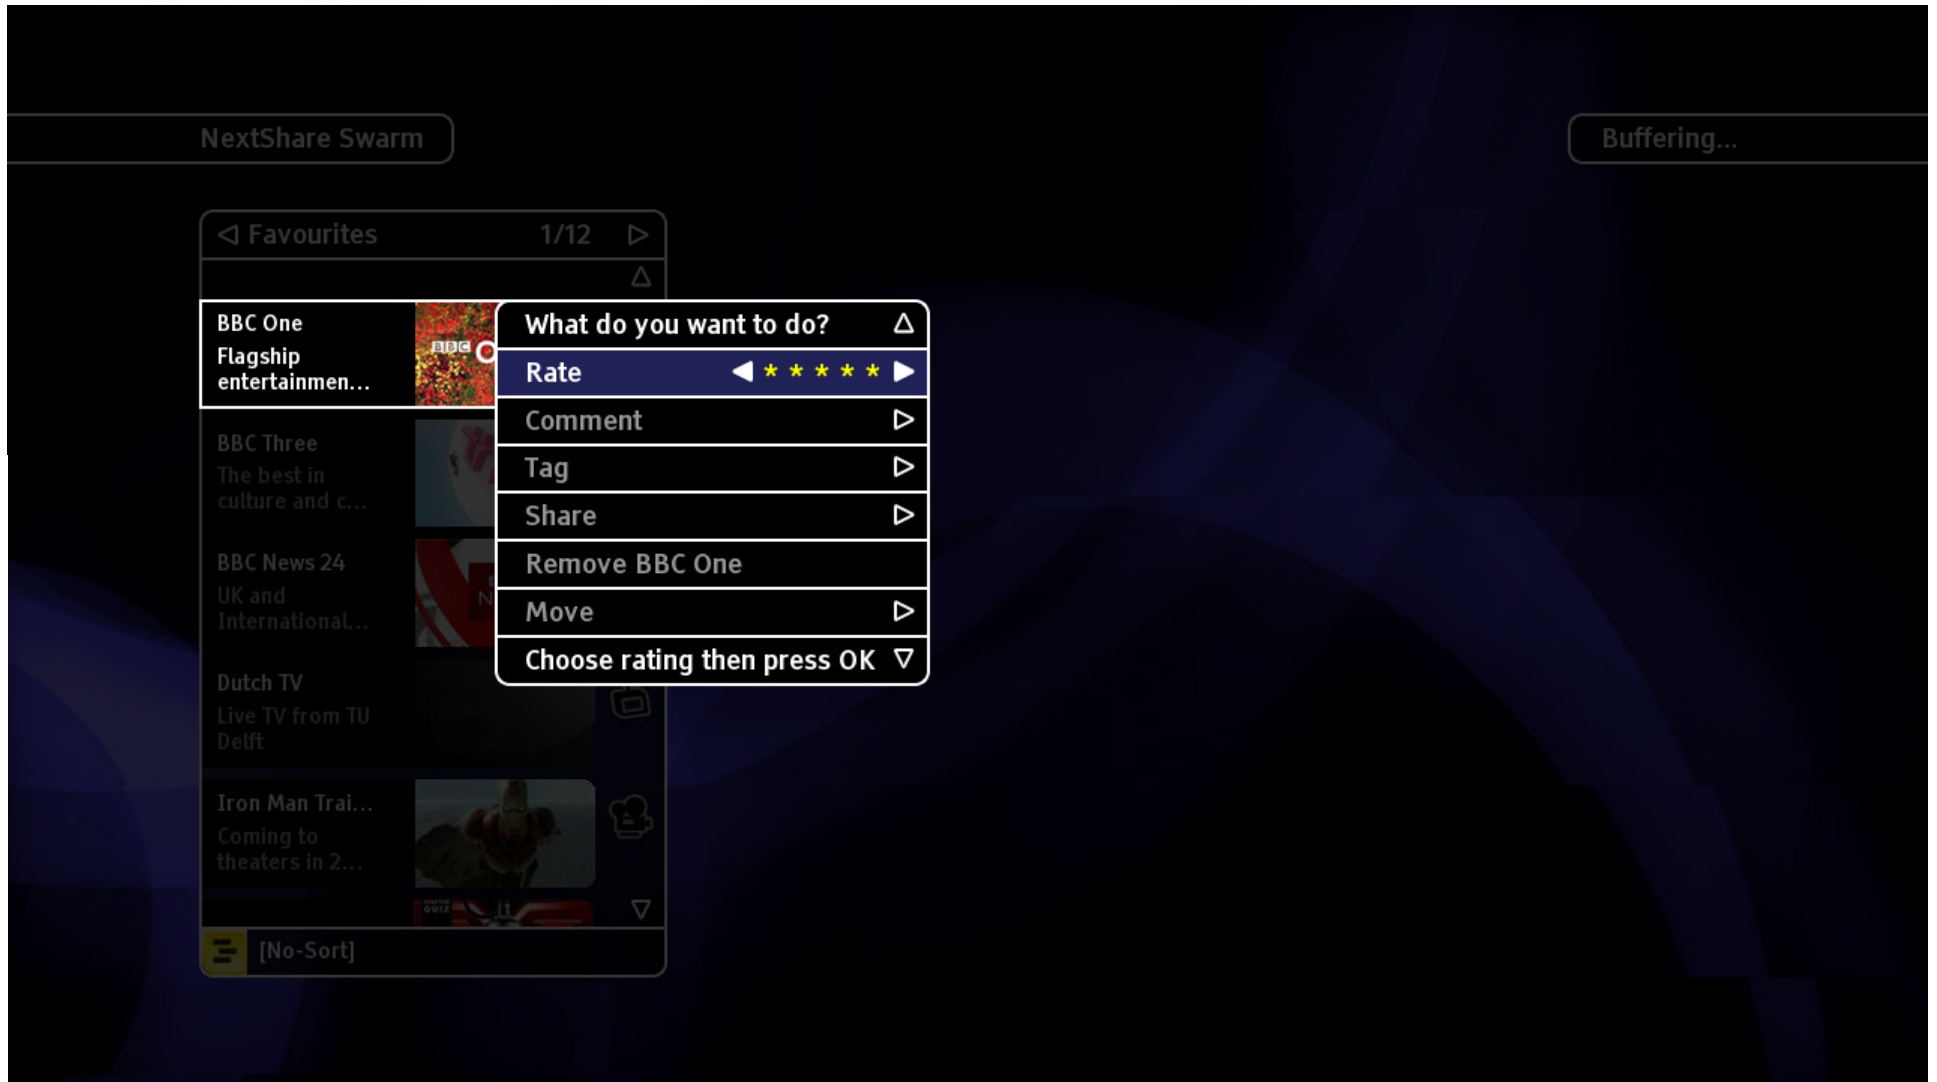 NextShare Swarm
Buffering...
Favourites 1/12
BBC One
Flagship
entertainmen...
BBC
What do you want to do?
Rate * * * * *
Comment
Tag
Share
Remove BBC One
Move
Choose rating then press OK
BBC Three
The best in
culture and c...
BBC News 24
UK and
International...
Dutch TV
Live TV from TU
Delft
Iron Man Trai...
Coming to
theaters in 2...
QUIZ
[No-Sort]